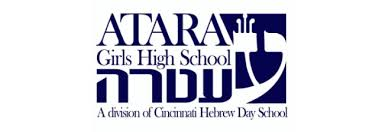 ATARA
Girls High School
עטרה
A division of Cincinnati Hebrew Day School